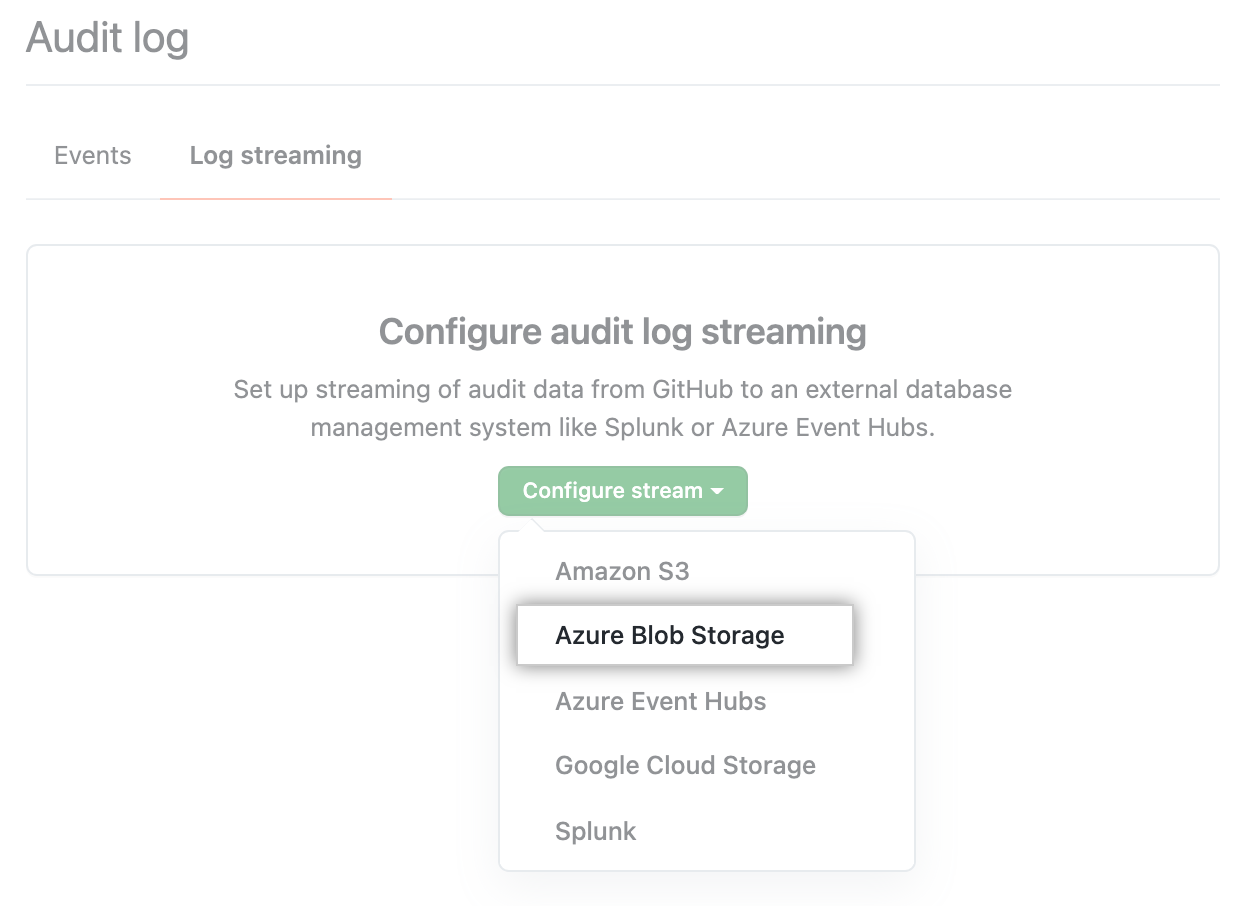 Audit log
Events
Log streaming
Configure audit log streaming
Set up streaming of audit data from GitHub to an external database
management system like Splunk or Azure Event Hubs.
Configure stream
Amazon S3
Azure Blob Storage
Azure Event Hubs
Google Cloud Storage
Splunk